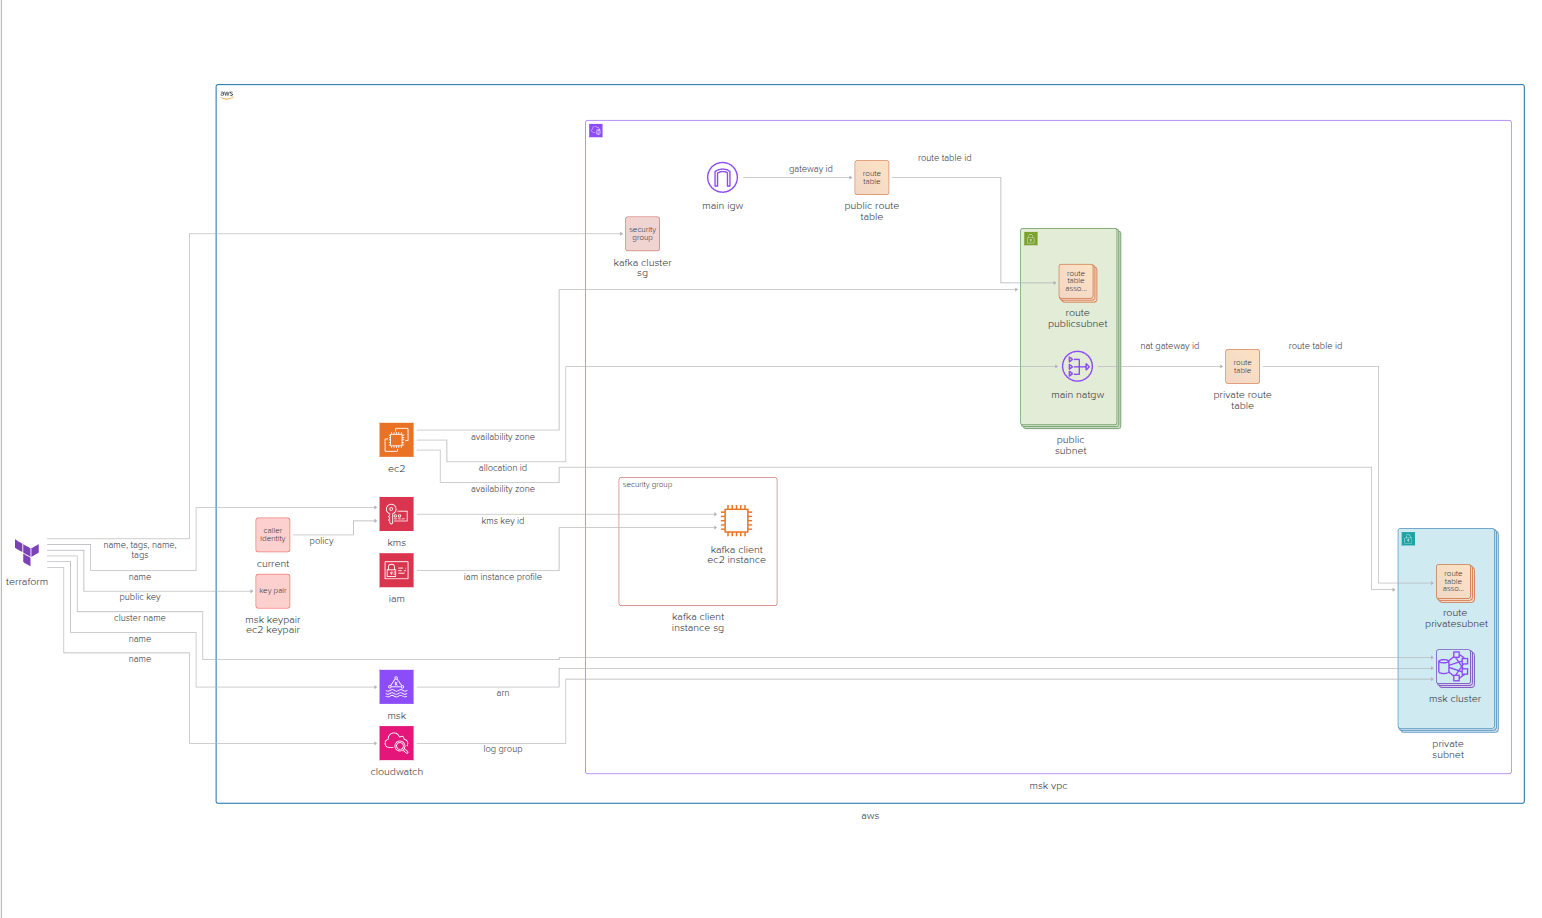 aws
gateway id
route table id
route
table
main igw
public route
table
security
group
kafka cluster
sg
route
table
asso...
route
publicsubnet
nat gateway id
route table id
route
table
main natgw
private route
table
public
subnet
availability zone
ec2
allocation id
availability zone
security group
kms key id
caller
identity
policy
kms
current
name, tags, name,
tags
kafka client
ec2 instance
terraform
name
iam instance profile
key pair
public key
iam
msk keypair
ec2 keypair
cluster name
kafka client
instance sg
route
table
asso...
route
privatesubnet
name
name
arn
msk
msk cluster
log group
cloudwatch
private
subnet
msk vpc
aws